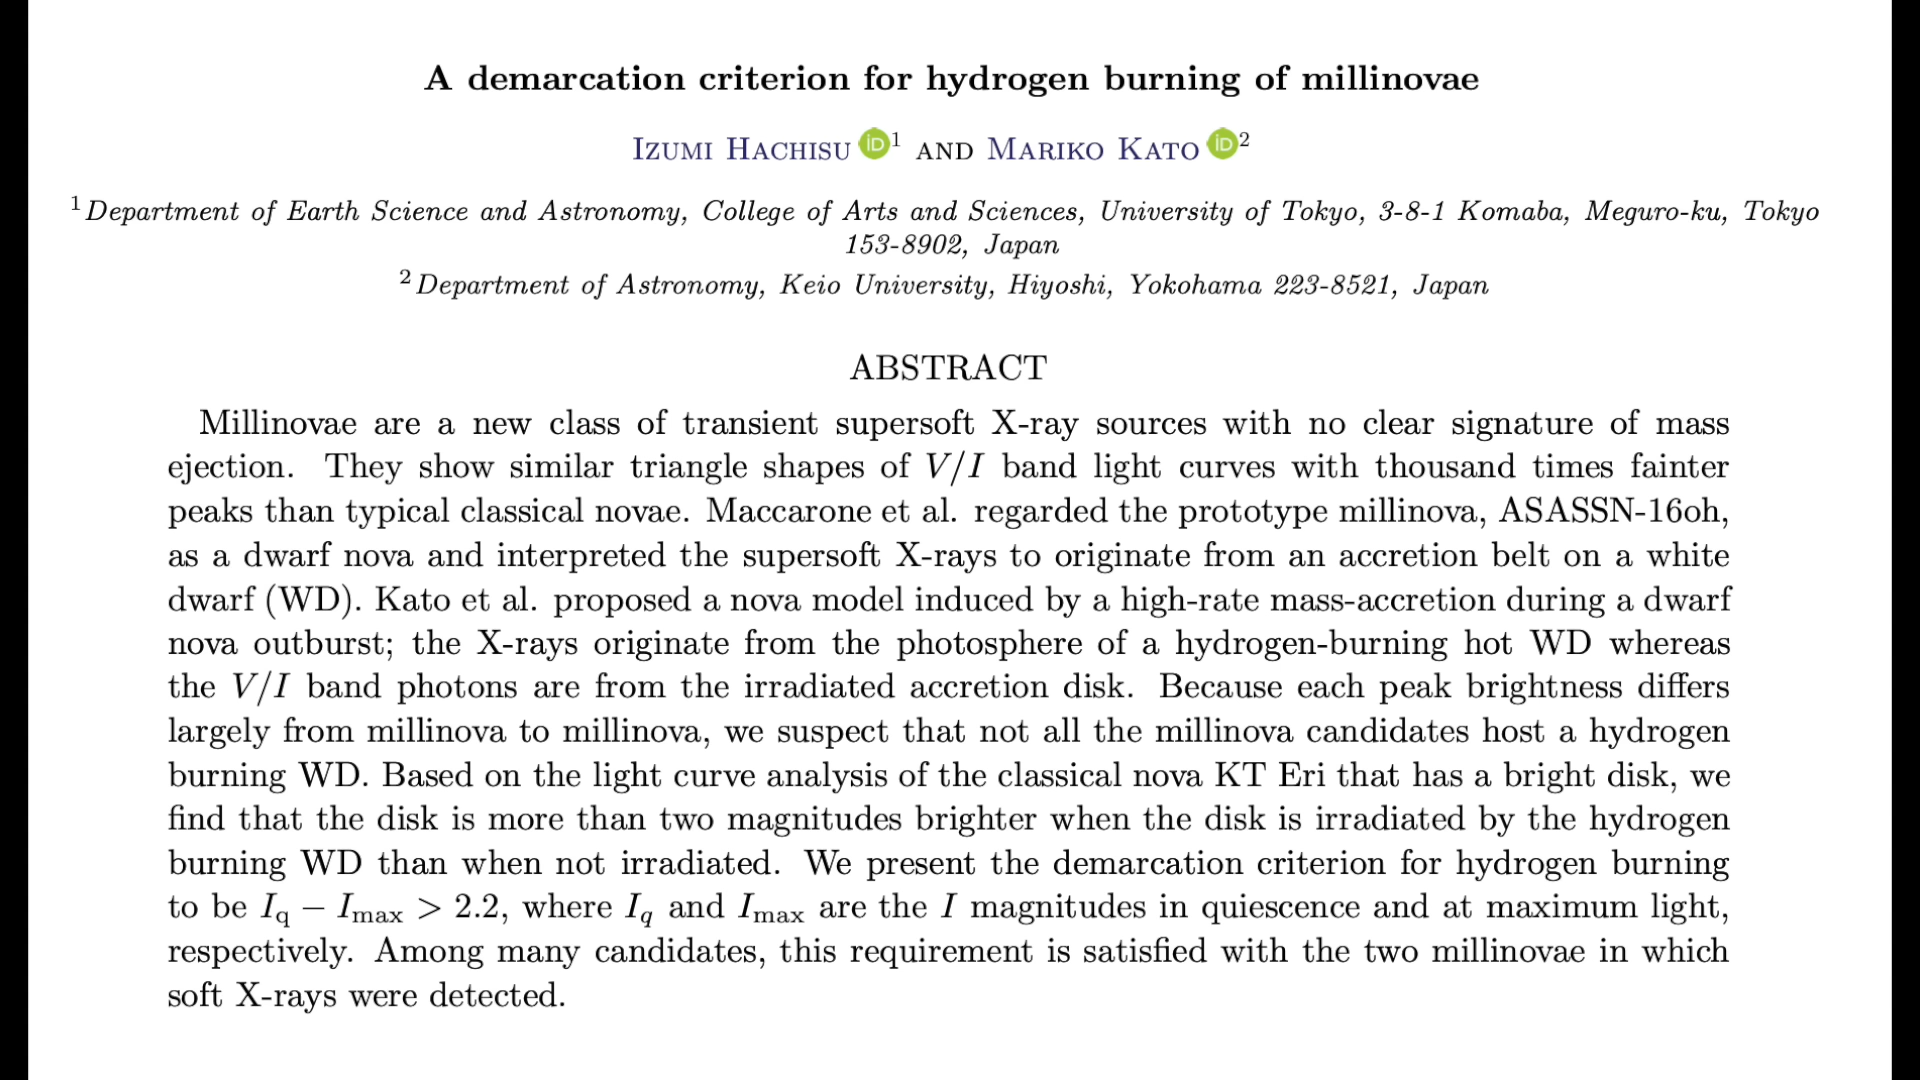 A demarcation criterion for hydrogen burning of millinovae
Izumi Hachisu iD 1 and Mariko Kato iD 2
1 Department of Earth Science and Astronomy, College of Arts and Sciences, University of Tokyo, 3-8-1 Komaba, Meguro-ku, Tokyo
153-8902, Japan
2 Department of Astronomy, Keio University, Hiyoshi, Yokohama 223-8521, Japan
ABSTRACT
Millinovae are a new class of transient supersoft X-ray sources with no clear signature of mass
ejection. They show similar triangle shapes of V/I band light curves with thousand times fainter
peaks than typical classical novae. Maccarone et al. regarded the prototype millinova, ASASSN-16oh,
as a dwarf nova and interpreted the supersoft X-rays to originate from an accretion belt on a white
dwarf (WD). Kato et al. proposed a nova model induced by a high-rate mass-accretion during a dwarf
nova outburst; the X-rays originate from the photosphere of a hydrogen-burning hot WD whereas
the V/I band photons are from the irradiated accretion disk. Because each peak brightness differs
largely from millinova to millinova, we suspect that not all the millinova candidates host a hydrogen
burning WD. Based on the light curve analysis of the classical nova KT Eri that has a bright disk, we
find that the disk is more than two magnitudes brighter when the disk is irradiated by the hydrogen
burning WD than when not irradiated. We present the demarcation criterion for hydrogen burning
to be Iq − Imax > 2.2, where Iq and Imax are the I magnitudes in quiescence and at maximum light,
respectively. Among many candidates, this requirement is satisfied with the two millinovae in which
soft X-rays were detected.